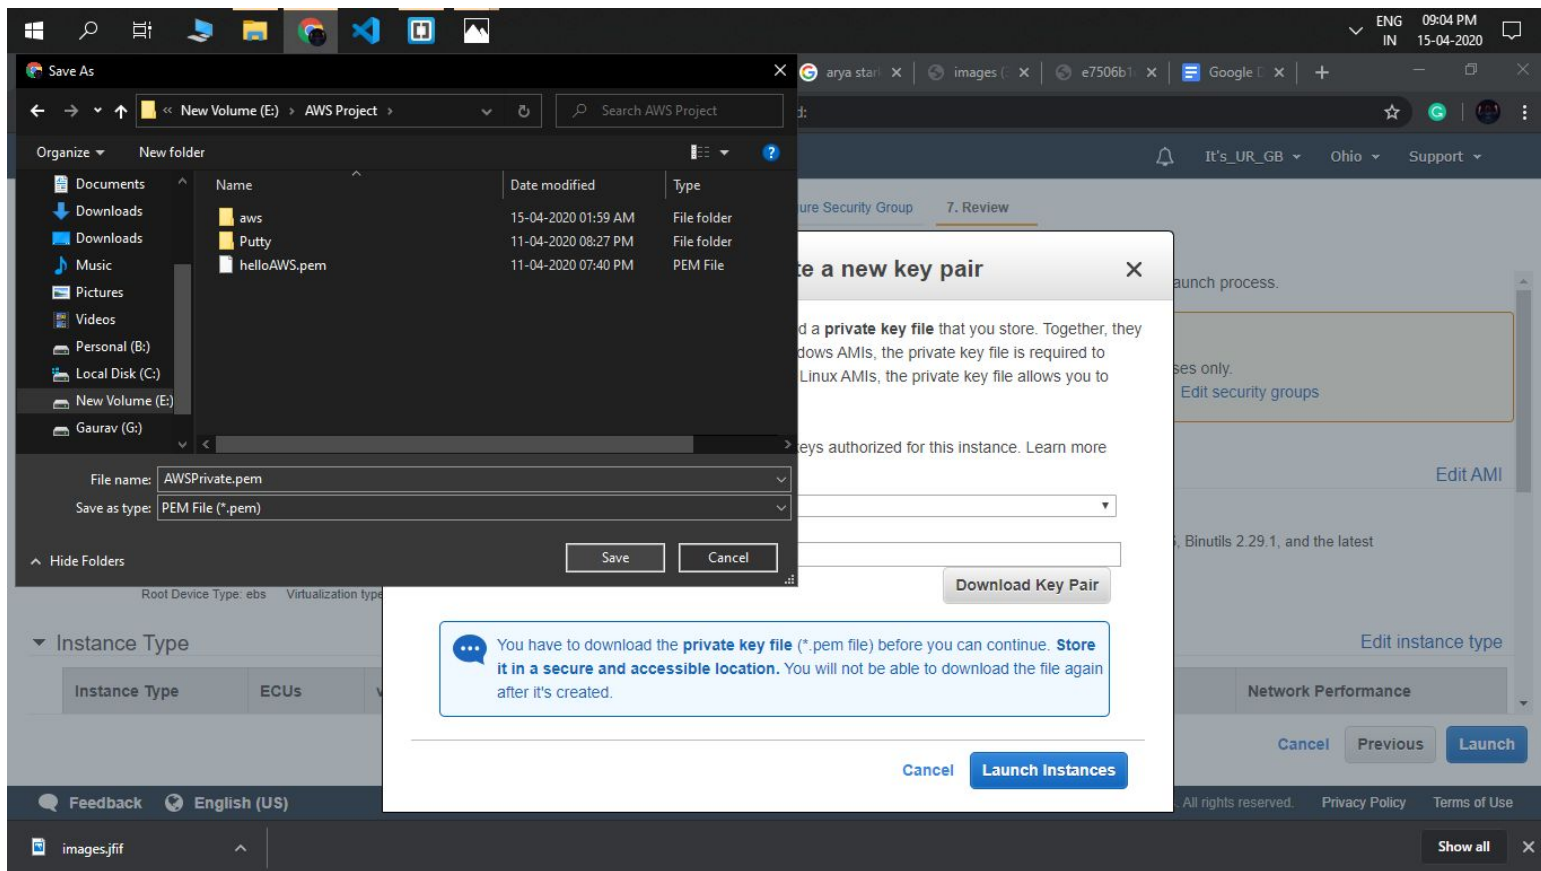 ENG 09:04 PM
IN 15-04-2020
Save As
arya star
images (
e7506b1
Google D
New Volume (E:) AWS Project
Search AWS Project
d:
Organize New folder
It's_UR_GB Ohio Support
Documents
Downloads
Downloads
Music
Pictures
Videos
Personal (B:)
Local Disk (C:)
New Volume (E:)
Gaurav (G:)
Name Date modified Type
aws 15-04-2020 01:59 AM File folder
Putty 11-04-2020 08:27 PM File folder
helloAWS.pem 11-04-2020 07:40 PM PEM File
ure Security Group 7. Review
te a new key pair
aunch process.
d a private key file that you store. Together, they
dows AMIs, the private key file is required to
Linux AMIs, the private key file allows you to
ses only.
Edit security groups
keys authorized for this instance. Learn more
File name: AWSPrivate.pem
Save as type: PEM File (*.pem)
Edit AMI
, Binutils 2.29.1, and the latest
Hide Folders Save Cancel
Download Key Pair
Root Device Type: ebs Virtualization type
Instance Type
Edit instance type
You have to download the private key file (*.pem file) before you can continue. Store
it in a secure and accessible location. You will not be able to download the file again
after it's created.
Instance Type ECUs v Network Performance
Cancel Previous Launch
Cancel Launch Instances
Feedback English (US)
. All rights reserved. Privacy Policy Terms of Use
images.jfif
Show all